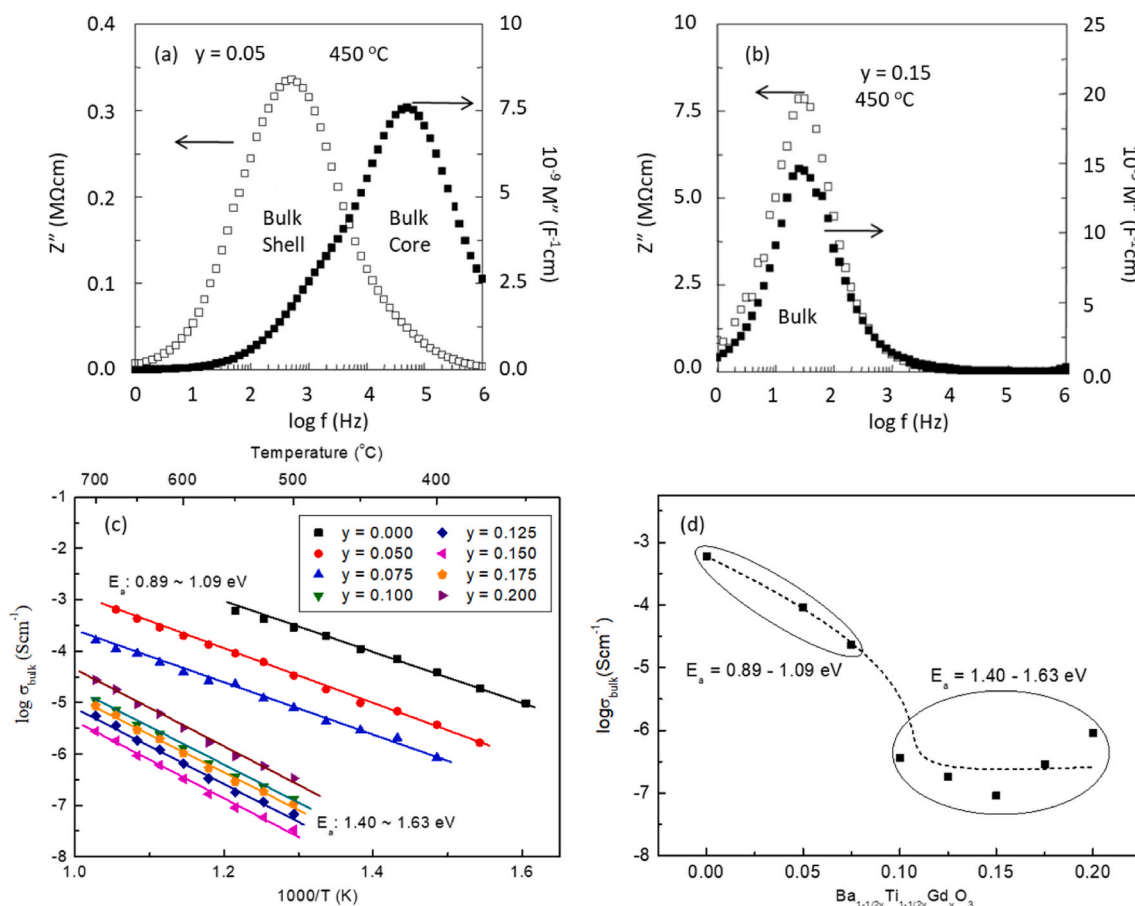 (a) y = 0.05 450 °C
0.4
0.3
0.2
0.1
0.0
Z″ (MΩcm)
10
7.5
5
2.5
0.0
10⁻⁹ M″ (F⁻¹cm)
Bulk Shell
Bulk Core
0 1 2 3 4 5 6
log f (Hz)
(b) y = 0.15
450 °C
10
7.5
5.0
2.5
0.0
Z″ (MΩcm)
25
20
15
10
5
0.0
M″ (F⁻¹cm)
Bulk
0 1 2 3 4 5 6
log f (Hz)
Temperature (°C)
700 600 500 400
(c)
-1
-2
-3
-4
-5
-6
-7
-8
log σbulk (Scm⁻¹)
y = 0.000 y = 0.125
y = 0.050 y = 0.150
y = 0.075 y = 0.175
y = 0.100 y = 0.200
Eₐ: 0.89 ~ 1.09 eV
Eₐ: 1.40 ~ 1.63 eV
1.0 1.2 1.4 1.6
1000/T (K)
(d)
-3
-4
-5
-6
-7
-8
logσbulk(Scm⁻¹)
Eₐ = 0.89 - 1.09 eV
Eₐ = 1.40 - 1.63 eV
0.00 0.05 0.10 0.15 0.20
Ba1-1/2yTi1-1/2yGdyO3